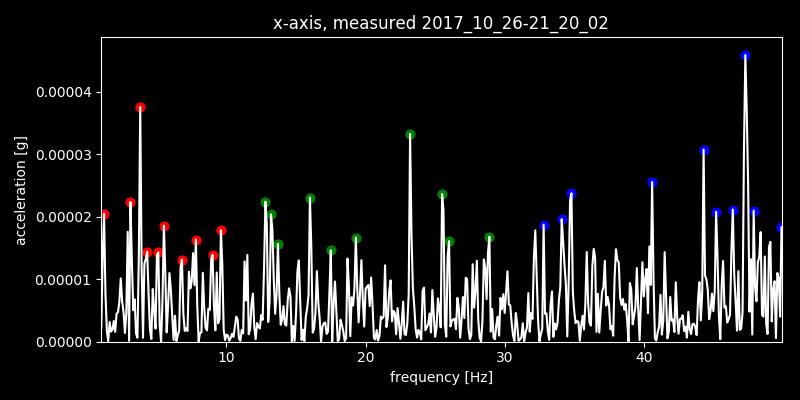 x-axis, measured 2017_10_26-21_20_02
acceleration [g]
0.00004
0.00003
0.00002
0.00001
0.00000
10 20 30 40
frequency [Hz]